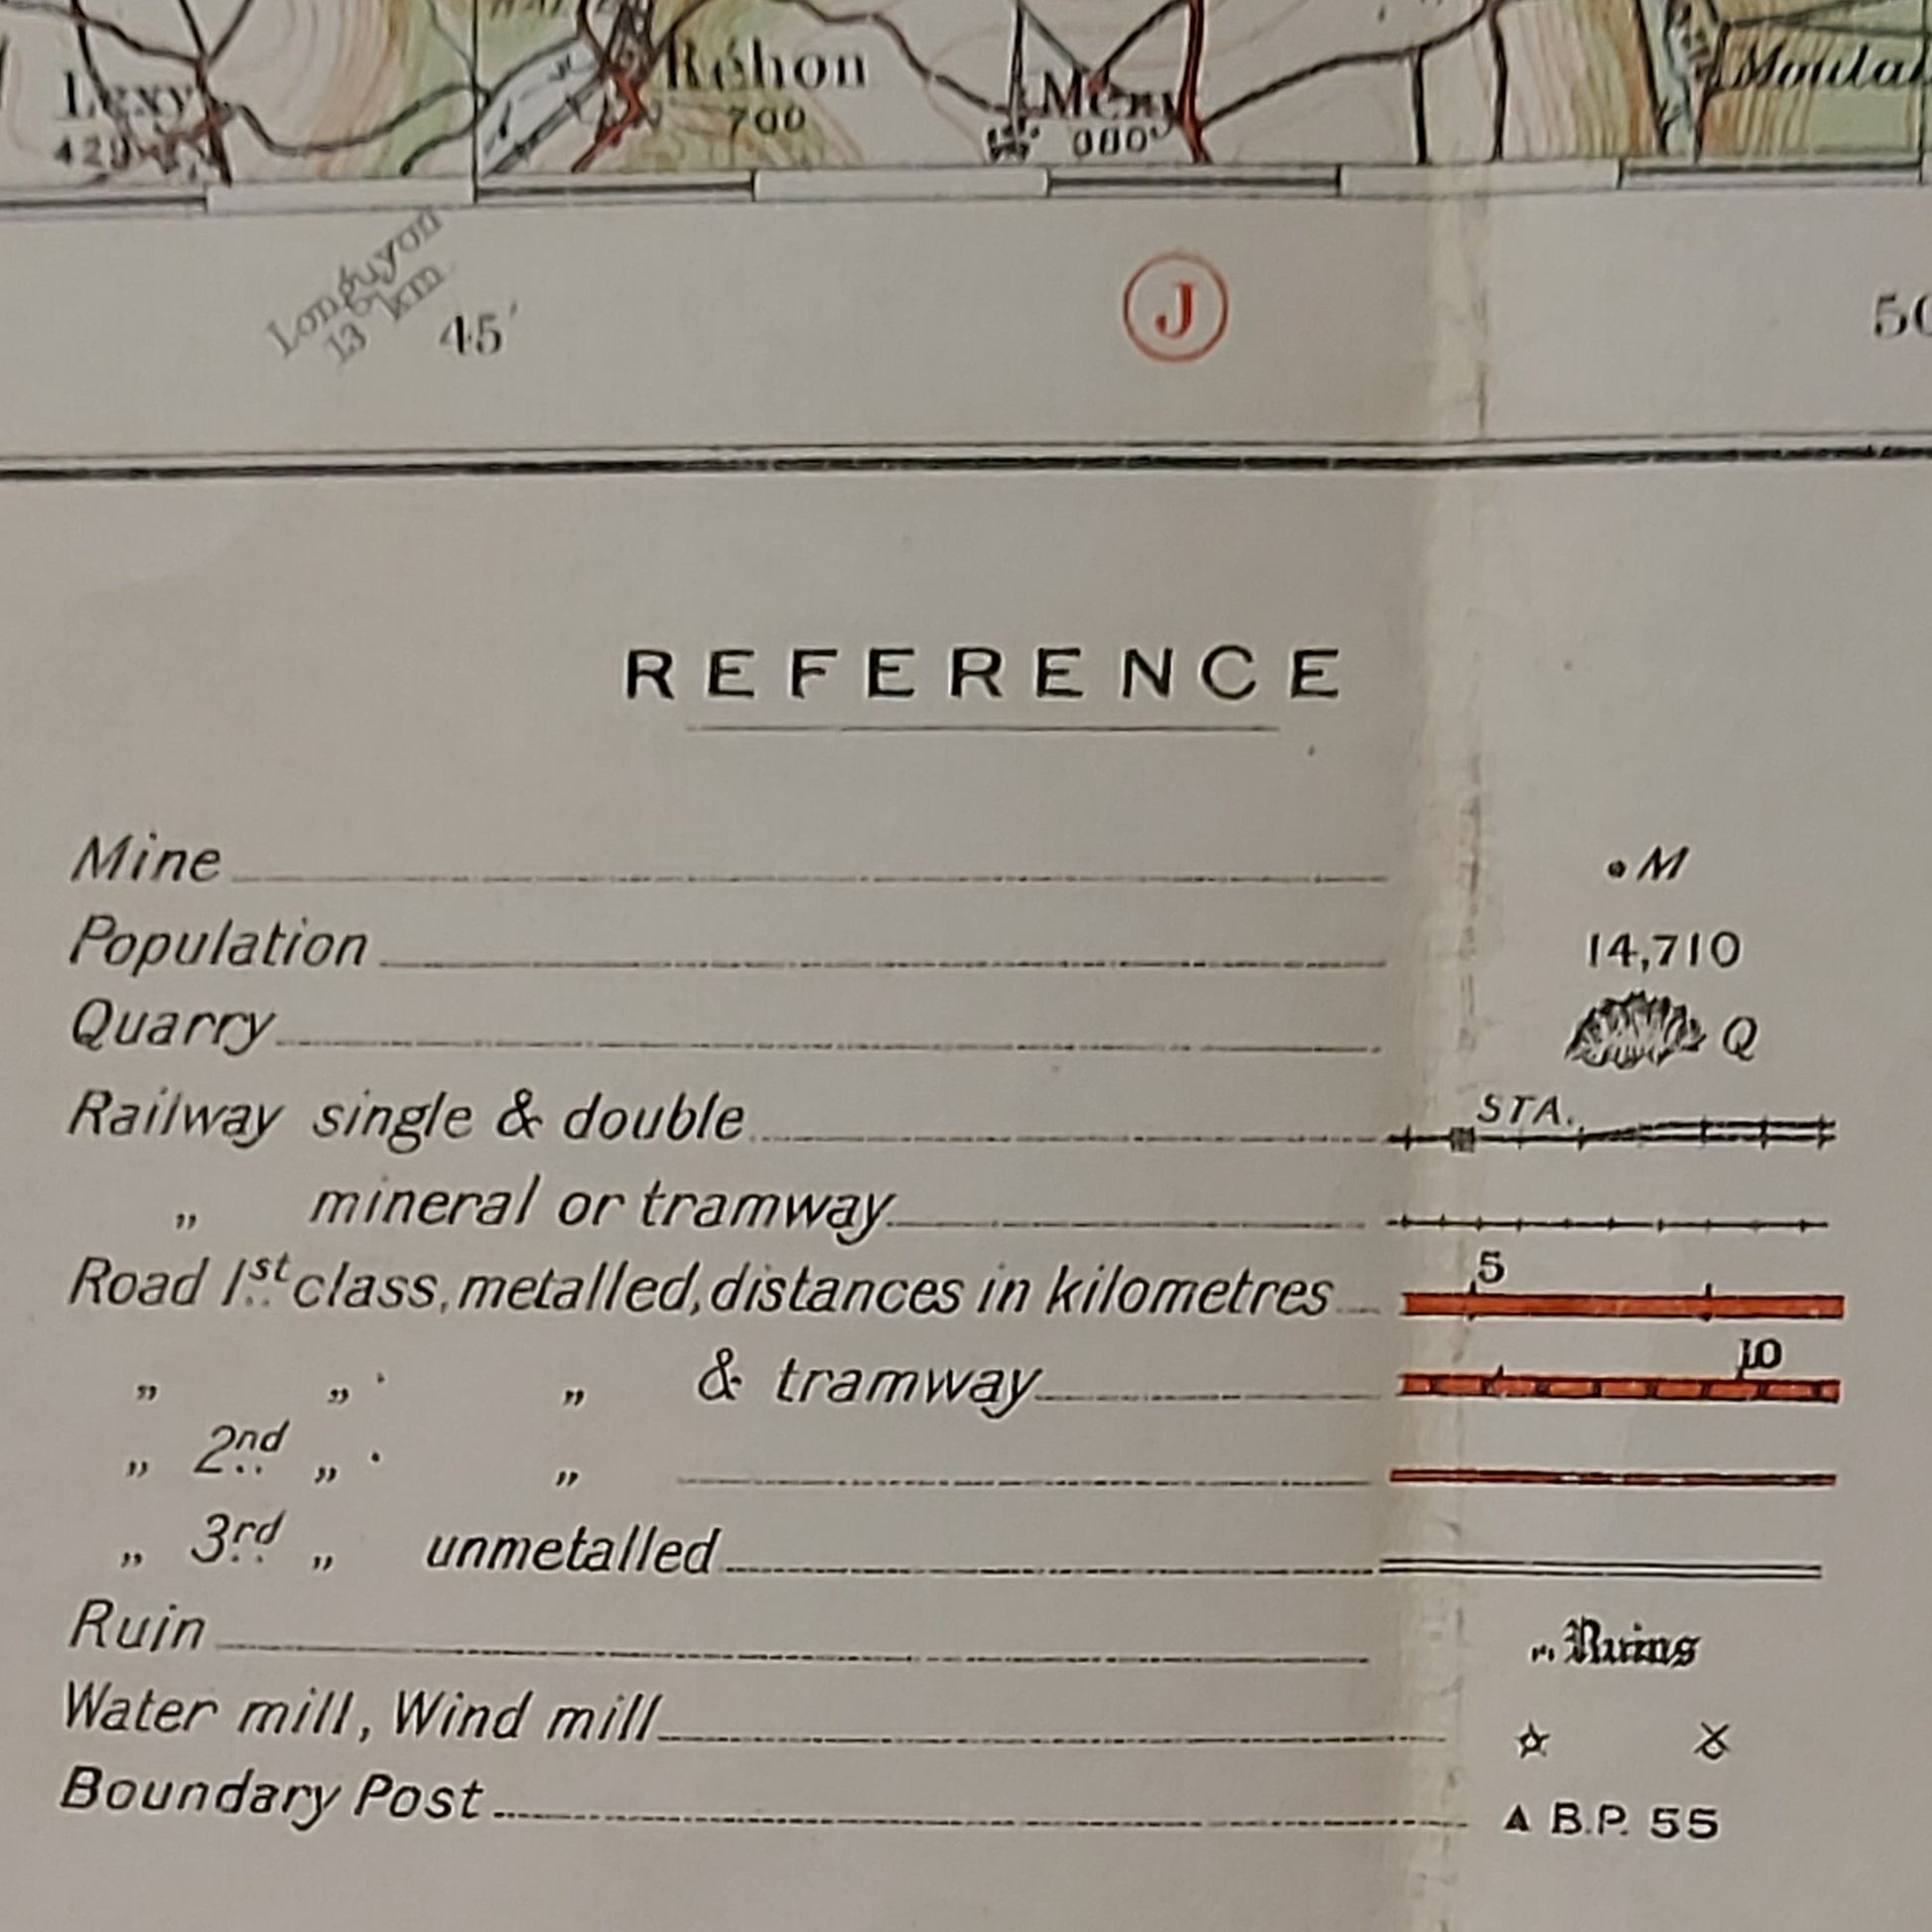 Réhon
Lexy
Moulai
700
Longuyon
13 km
45′
J
REFERENCE
Mine • M
Population 14,710
Quarry Q
Railway single & double STA.
„ mineral or tramway
Road 1st class, metalled, distances in kilometres 5
„ „ „ & tramway 10
„ 2nd „ „
„ 3rd „ unmetalled
Ruin Ruins
Water mill, Wind mill
Boundary Post ▲ B.P. 55